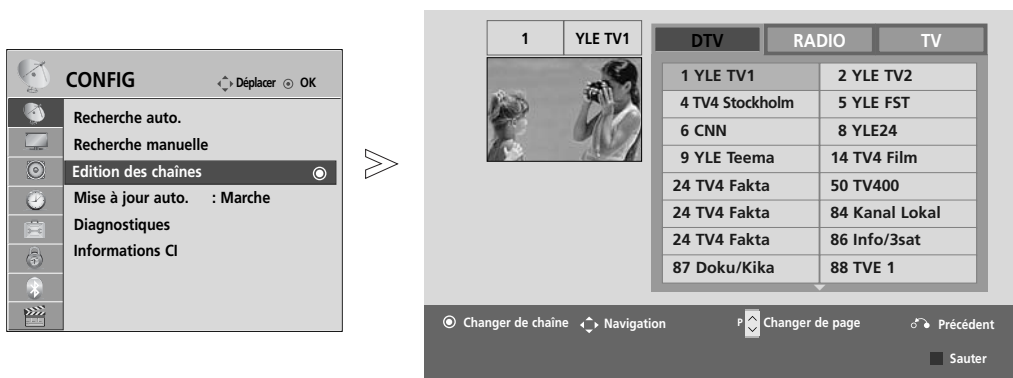 CONFIG Déplacer OK
Recherche auto.
Recherche manuelle
Edition des chaînes
Mise à jour auto. : Marche
Diagnostiques
Informations CI
1 YLE TV1
DTV RADIO TV
1 YLE TV1 2 YLE TV2
4 TV4 Stockholm 5 YLE FST
6 CNN 8 YLE24
9 YLE Teema 14 TV4 Film
24 TV4 Fakta 50 TV400
24 TV4 Fakta 84 Kanal Lokal
24 TV4 Fakta 86 Info/3sat
87 Doku/Kika 88 TVE 1
Changer de chaîne Navigation P Changer de page Précédent
Sauter